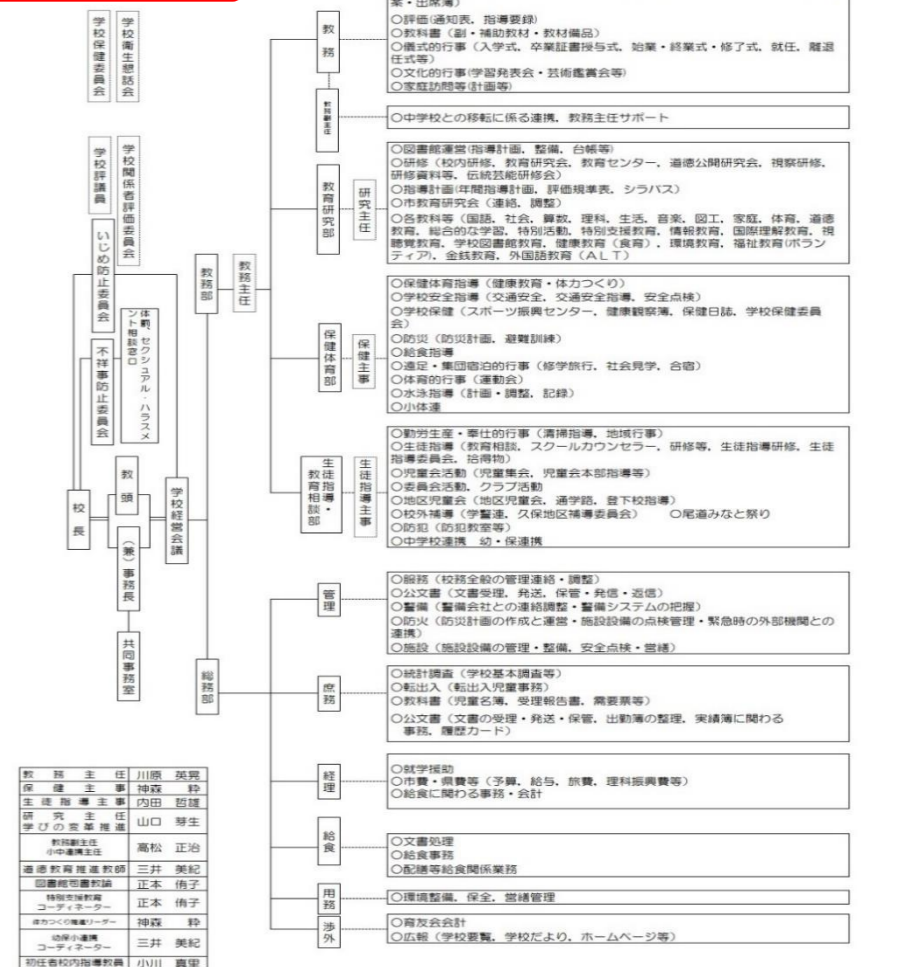 学校保健委員会
学校衛生懇話会
学校評議員
学校関係者評価委員会
いじめ防止委員会
不祥事防止委員会
体罰、セクシュアル・ハラスメント相談窓口
校長
教頭
（兼）事務長
共同事務室
学校経営会議
教務部
教務主任
総務部
教務
業・出席簿）
○評価(通知表，指導要録)
○教科書（副・補助教材・教材備品）
○儀式的行事（入学式，卒業証書授与式，始業・終業式・修了式，就任，離退
任式等）
○文化的行事(学習発表会・芸術鑑賞会等)
○家庭訪問等(計画等)
教務副主任
○中学校との移転に係る連携，教務主任サポート
教育研究部
研究主任
○図書館運営(指導計画，整備，台帳等)
○研修（校内研修，教育研究会，教育センター，道徳公開研究会，視察研修，
研修資料等，伝統芸能研修会）
○指導計画(年間指導計画，評価規準表，シラバス)
○市教育研究会（連絡，調整）
○各教科等（国語，社会，算数，理科，生活，音楽，図工，家庭，体育，道徳
教育，総合的な学習，特別活動，特別支援教育，情報教育，国際理解教育，視
聴覚教育，学校図書館教育，健康教育（食育），環境教育，福祉教育(ボラン
ティア)，金銭教育，外国語教育（ＡＬＴ）
保健体育部
保健主事
○保健体育指導（健康教育・体力つくり）
○学校安全指導（交通安全，交通安全指導，安全点検）
○学校保健（スポーツ振興センター，健康観察簿，保健日誌，学校保健委員
会）
○防災（防災計画，避難訓練）
○給食指導
○遠足・集団宿泊的行事（修学旅行，社会見学，合宿）
○体育的行事（運動会）
○水泳指導（計画・調整，記録）
○小体連
生徒指導・教育相談部
生徒指導主事
○勤労生産・奉仕的行事（清掃指導，地域行事）
○生徒指導（教育相談，スクールカウンセラー，研修等，生徒指導研修，生徒
指導委員会，拾得物）
○児童会活動（児童集会，児童会本部指導等）
○委員会活動，クラブ活動
○地区児童会（地区児童会，通学路，登下校指導）
○校外補導（学警連，久保地区補導委員会） ○尾道みなと祭り
○防犯（防犯教室等）
○中学校連携 幼・保連携
管理
○服務（校務全般の管理連絡・調整）
○公文書（文書受理，発送，保管・発信・返信）
○警備（警備会社との連絡調整・警備システムの把握）
○防火（防災計画の作成と運営・施設設備の点検管理・緊急時の外部機関との
連携）
○施設（施設設備の管理・整備，安全点検・営繕）
庶務
○統計調査（学校基本調査等）
○転出入（転出入児童事務）
○教科書（児童名簿，受理報告書，需要票等）
○公文書（文書の受理・発送・保管，出勤簿の整理，実績簿に関わる
事務，履歴カード）
経理
○就学援助
○市費・県費等（予算，給与，旅費，理科振興費等）
○給食に関わる事務・会計
給食
○文書処理
○給食事務
○配膳等給食関係業務
用務
○環境整備，保全，営繕管理
渉外
○育友会会計
○広報（学校要覧，学校だより，ホームページ等）
教務主任 川原 英晃
保健主事 神森 粋
生徒指導主事 内田 哲雄
研究主任
学びの変革推進 山口 芽生
教務副主任
小中連携主任 高松 正治
道徳教育推進教師 三井 美紀
図書館司書教諭 正本 侑子
特別支援教育
コーディネーター 正本 侑子
体力つくり推進リーダー 神森 粋
幼保小連携
コーディネーター 三井 美紀
初任者校内指導教員 小川 真里